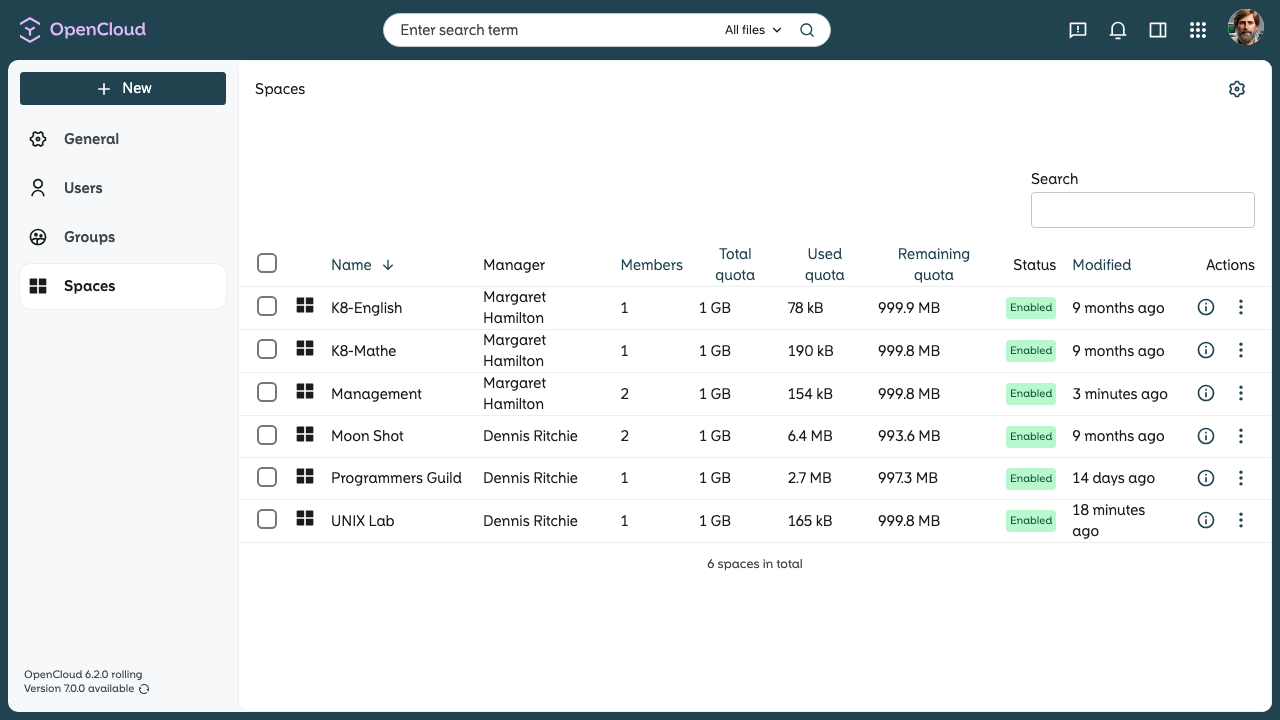 OpenCloud
Enter search term
All files
New
General
Users
Groups
Spaces
OpenCloud 6.2.0 rolling
Version 7.0.0 available
Spaces
Search
Name Manager Members Total quota Used quota Remaining quota Status Modified Actions
K8-English Margaret Hamilton 1 1 GB 78 kB 999.9 MB Enabled 9 months ago
K8-Mathe Margaret Hamilton 1 1 GB 190 kB 999.8 MB Enabled 9 months ago
Management Margaret Hamilton 2 1 GB 154 kB 999.8 MB Enabled 3 minutes ago
Moon Shot Dennis Ritchie 2 1 GB 6.4 MB 993.6 MB Enabled 9 months ago
Programmers Guild Dennis Ritchie 1 1 GB 2.7 MB 997.3 MB Enabled 14 days ago
UNIX Lab Dennis Ritchie 1 1 GB 165 kB 999.8 MB Enabled 18 minutes ago
6 spaces in total